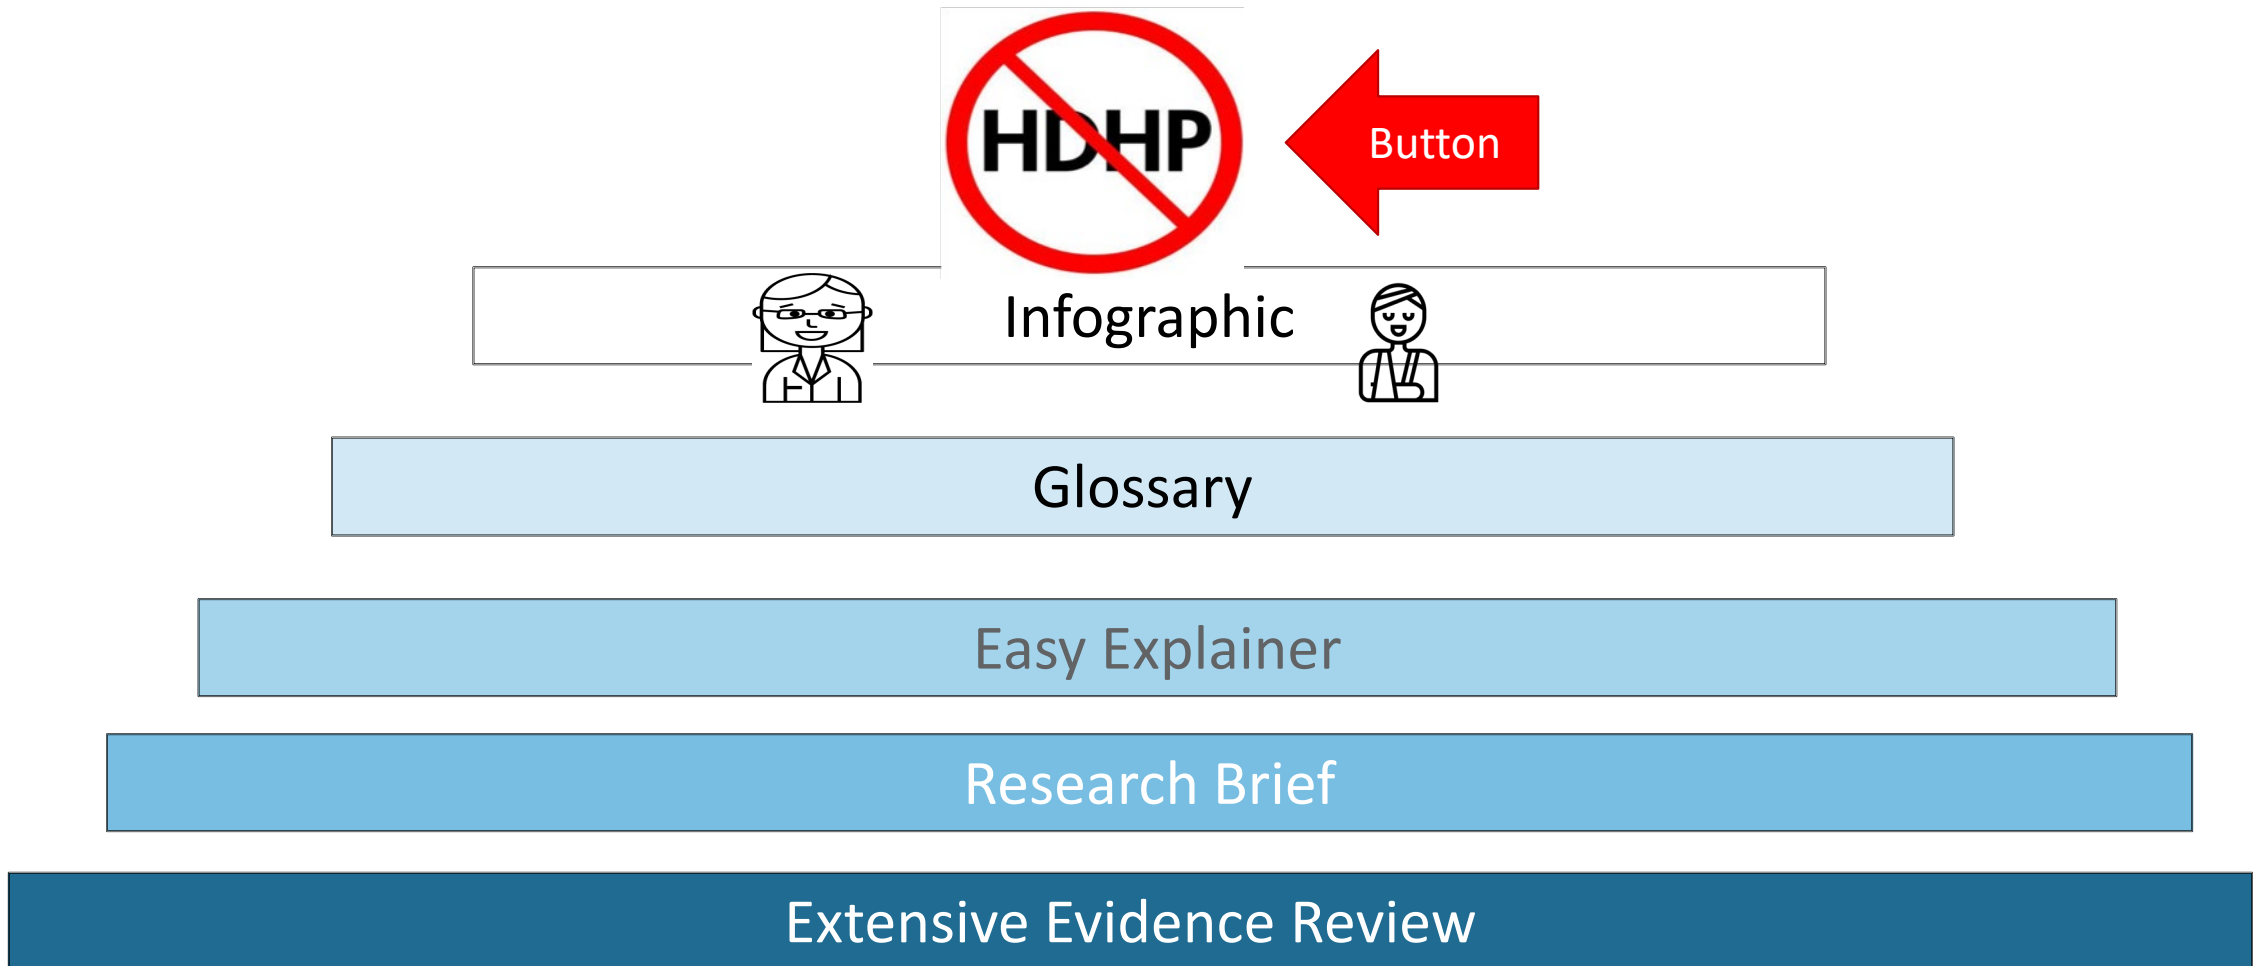 HDHP
Button
Infographic
Glossary
Easy Explainer
Research Brief
Extensive Evidence Review